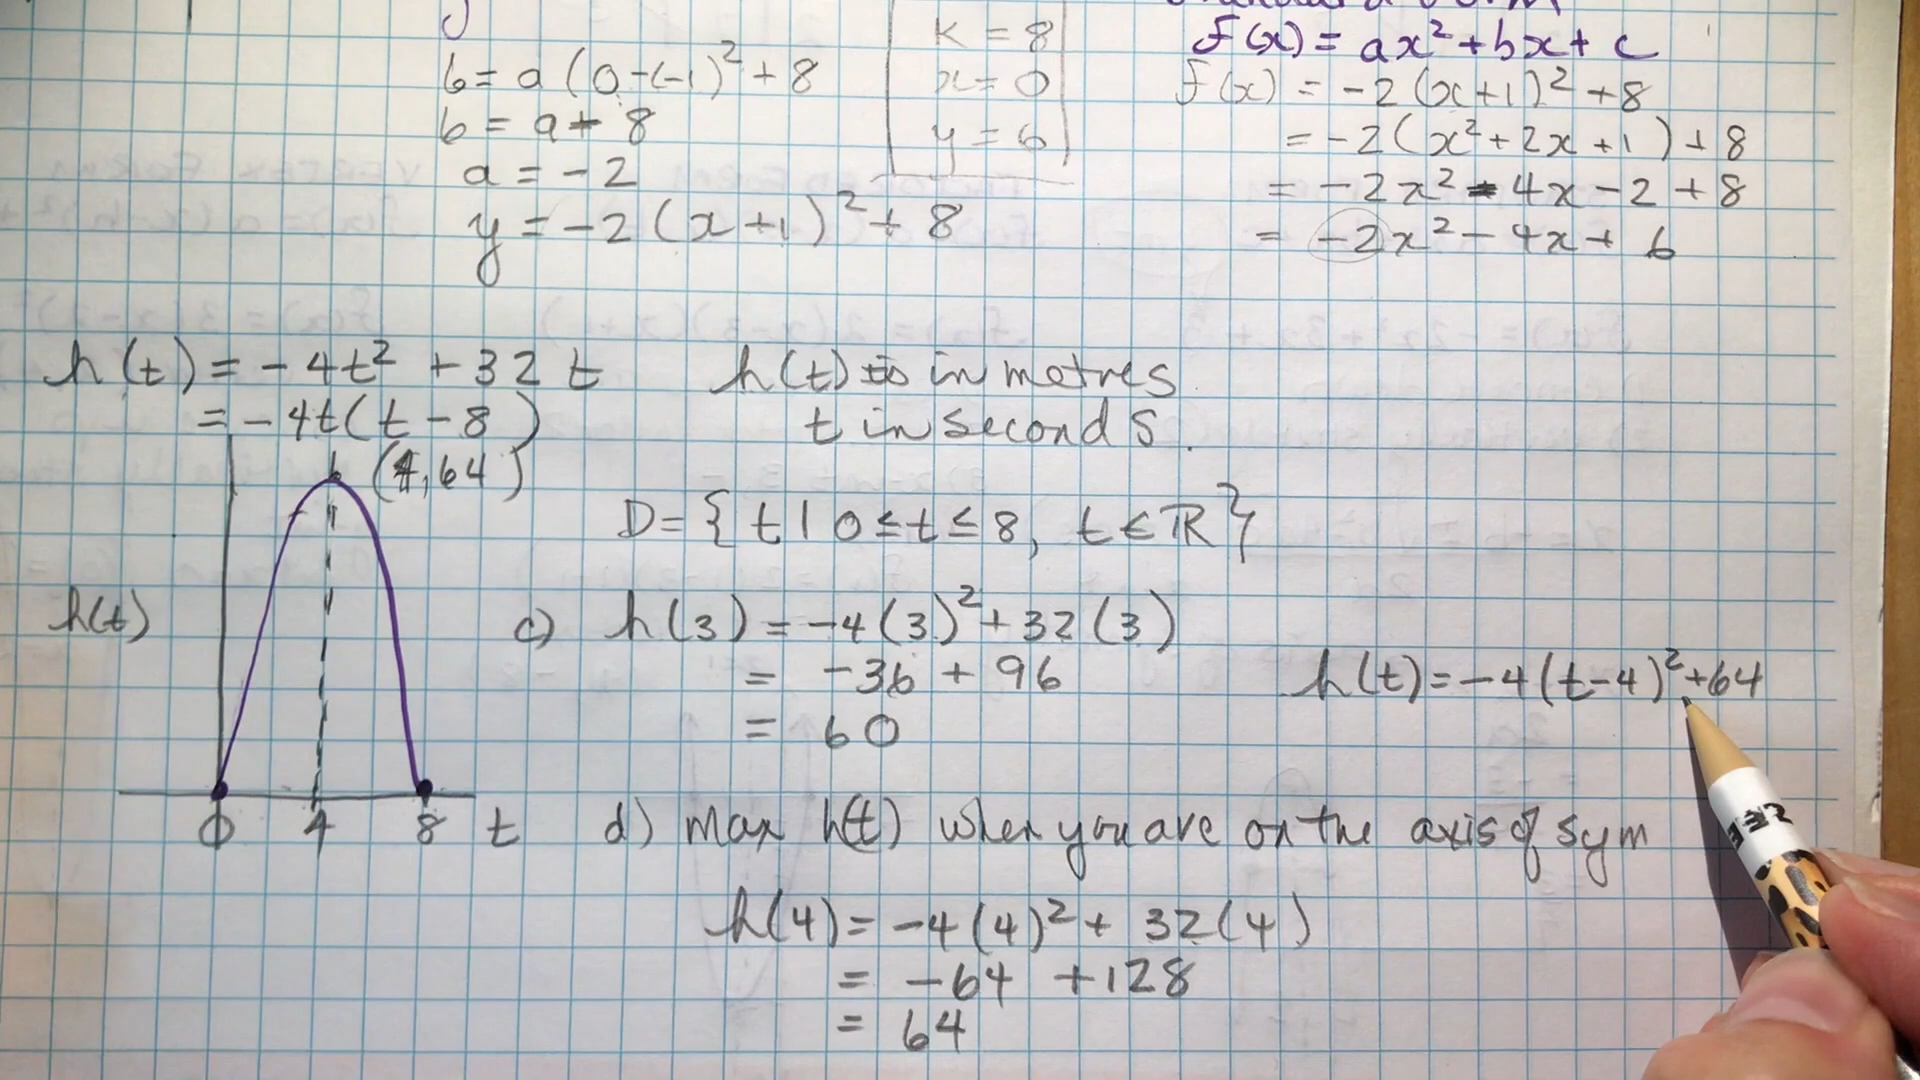 6 = a(0-(-1)² + 8
6 = a + 8
a = -2
y = -2(x+1)² + 8
K = 8
x = 0
y = 6
F(x) = ax² + bx + c
F(x) = -2(x+1)² + 8
= -2(x² + 2x + 1) + 8
= -2x² - 4x - 2 + 8
= -2x² - 4x + 6
h(t) = -4t² + 32t
= -4t(t-8)
h(t) is in metres
t in seconds.
(4,64)
D = {t | 0 ≤ t ≤ 8, t ∈ ℝ}
h(t)
0 4 8 t
c) h(3) = -4(3)² + 32(3)
= -36 + 96
= 60
h(t) = -4(t-4)² + 64
d) max h(t) when you are on the axis of sym
h(4) = -4(4)² + 32(4)
= -64 + 128
= 64